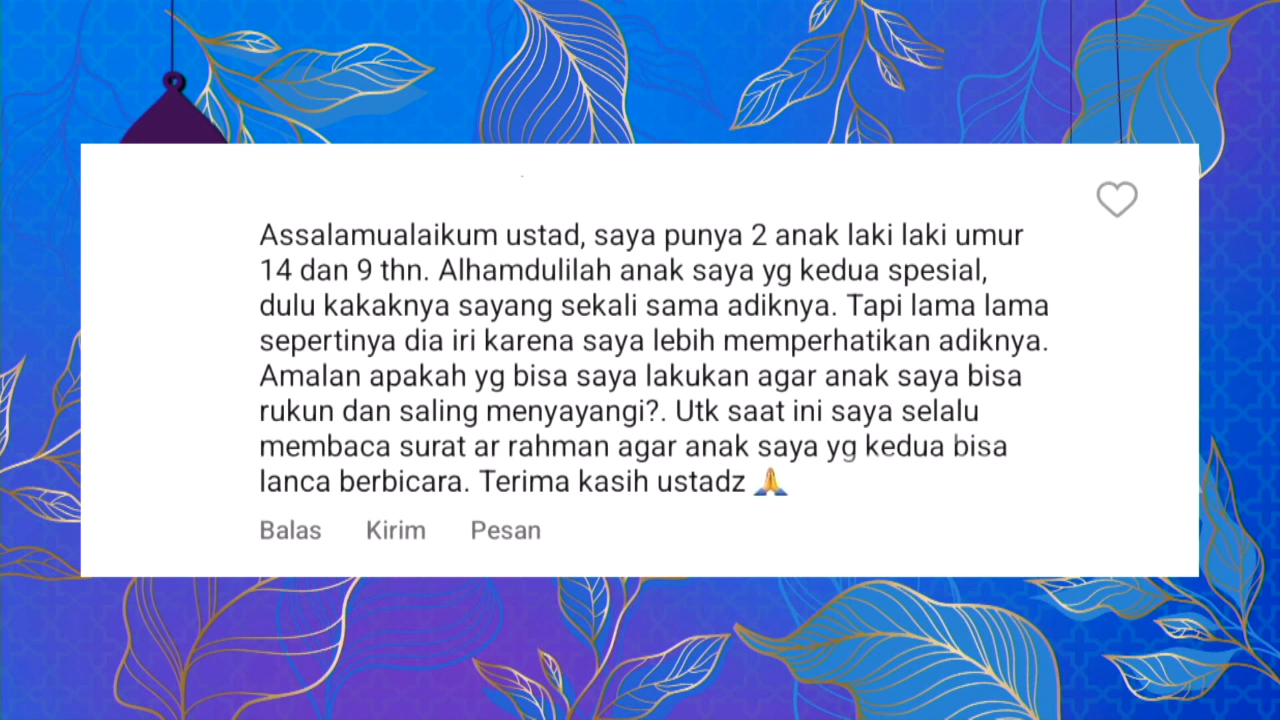 Assalamualaikum ustad, saya punya 2 anak laki laki umur
14 dan 9 thn. Alhamdulilah anak saya yg kedua spesial,
dulu kakaknya sayang sekali sama adiknya. Tapi lama lama
sepertinya dia iri karena saya lebih memperhatikan adiknya.
Amalan apakah yg bisa saya lakukan agar anak saya bisa
rukun dan saling menyayangi?. Utk saat ini saya selalu
membaca surat ar rahman agar anak saya yg kedua bisa
lanca berbicara. Terima kasih ustadz 🙏
Balas Kirim Pesan